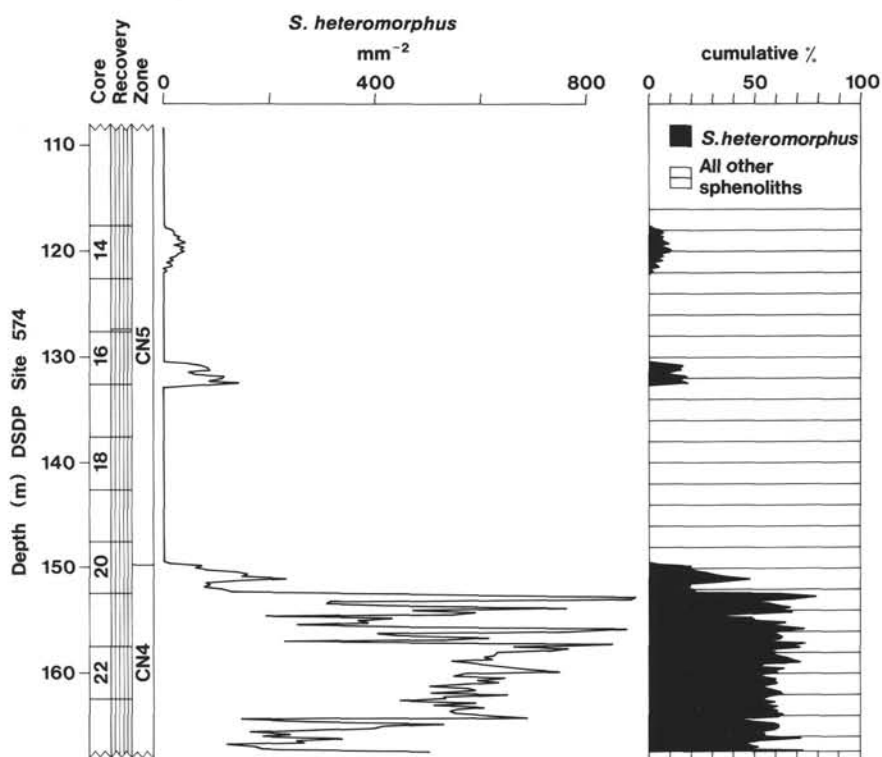 S. heteromorphus
mm⁻²
0 400 800
cumulative %
0 50 100
Core
Recovery
Zone
S. heteromorphus
All other
sphenoliths
Depth (m) DSDP Site 574
110
120
130
140
150
160
14
16
18
20
22
CN5
CN4